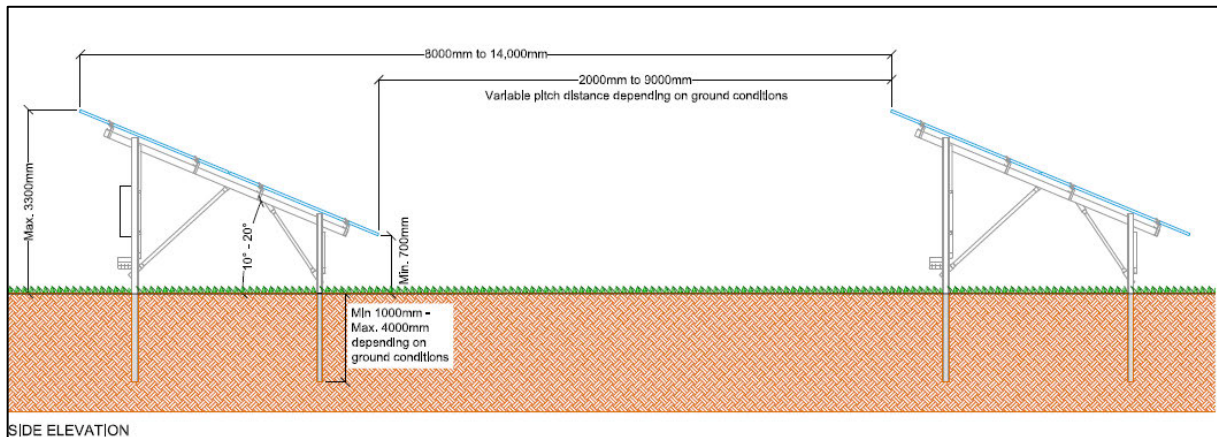 8000mm to 14,000mm
2000mm to 9000mm
Variable pitch distance depending on ground conditions
Max. 3300mm
10° - 20°
Min. 700mm
Min 1000mm -
Max. 4000mm
depending on
ground conditions
SIDE ELEVATION